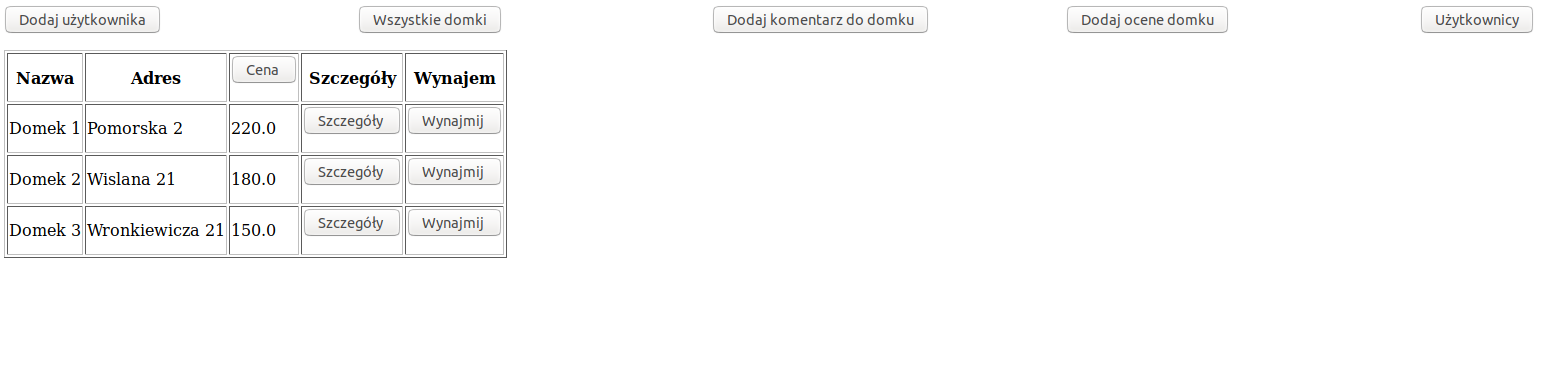 Dodaj użytkownika Wszystkie domki Dodaj komentarz do domku Dodaj ocene domku Użytkownicy
Nazwa Adres Cena Szczegóły Wynajem
Domek 1 Pomorska 2 220.0 Szczegóły Wynajmij
Domek 2 Wislana 21 180.0 Szczegóły Wynajmij
Domek 3 Wronkiewicza 21 150.0 Szczegóły Wynajmij